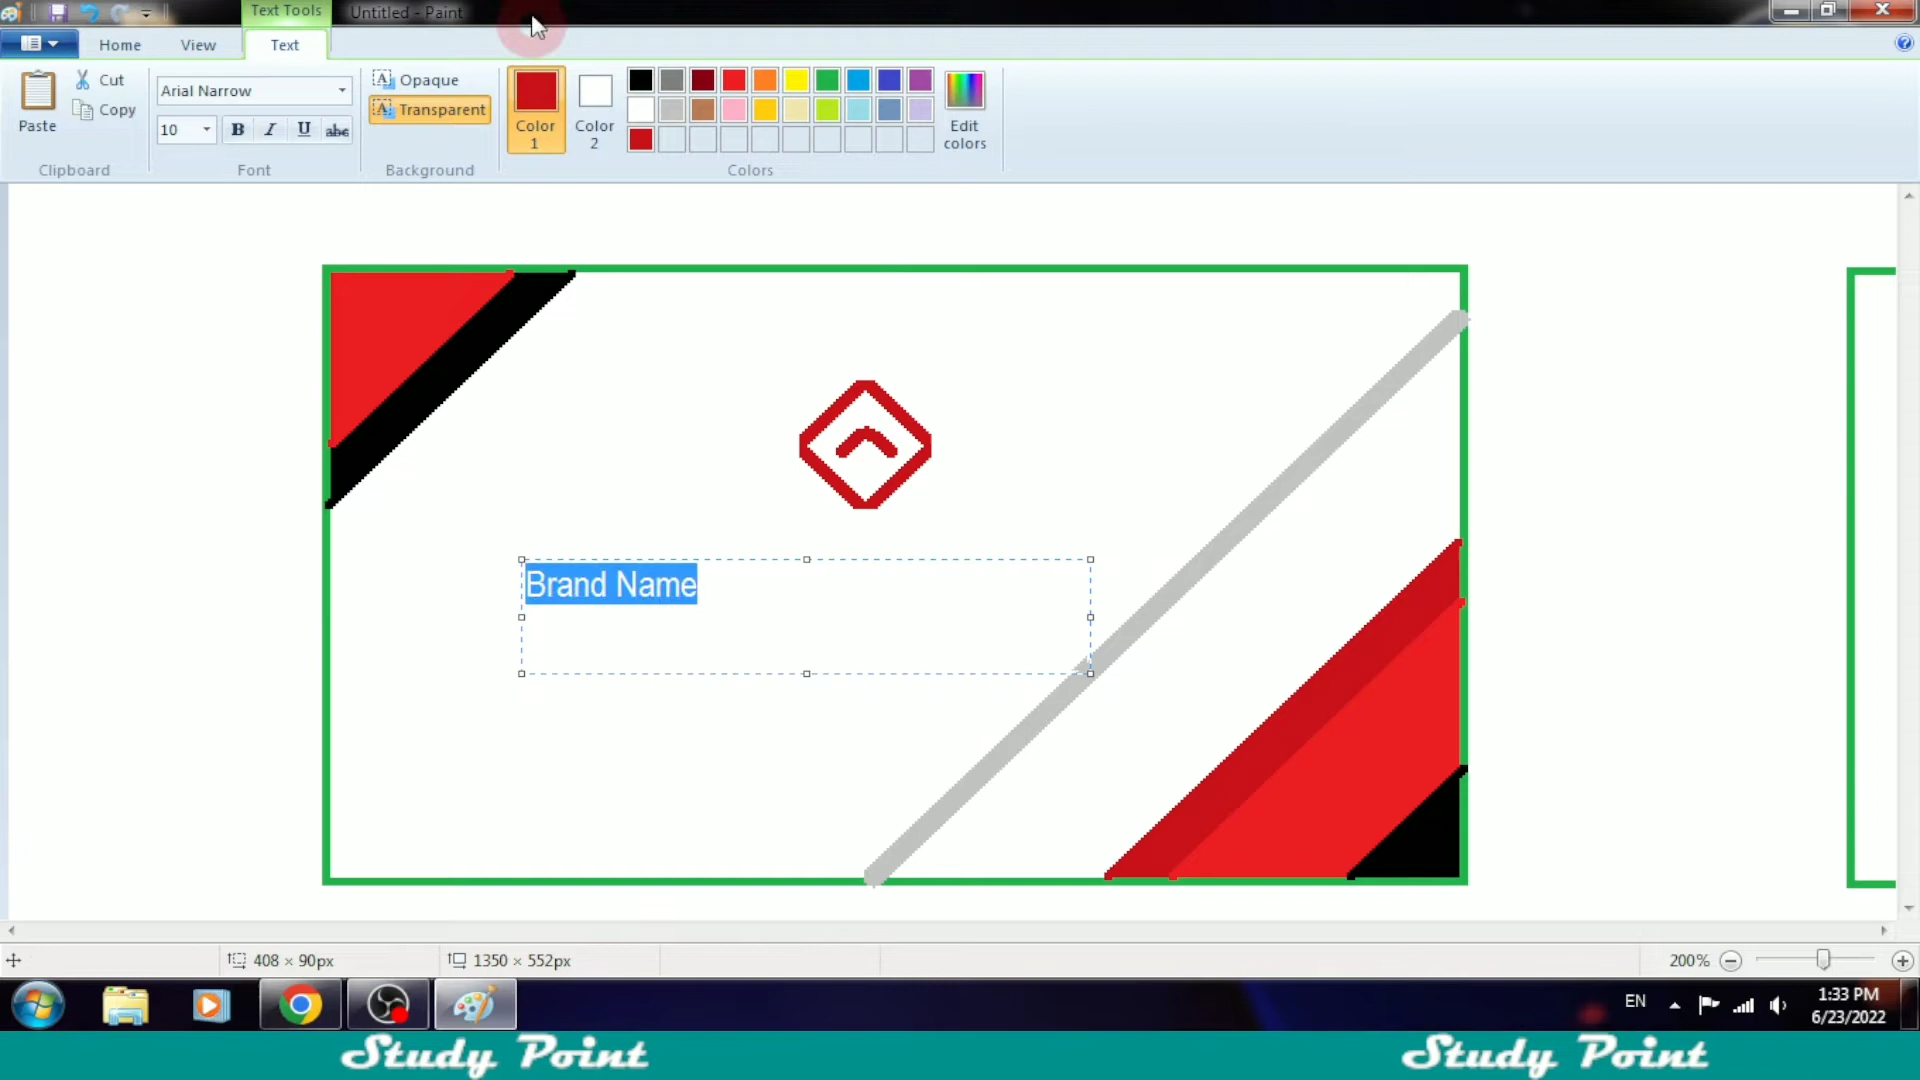 Text Tools
Untitled - Paint
Home
View
Text
Paste
Cut
Copy
Clipboard
Arial Narrow
10
B
I
U
abc
Font
A Opaque
A Transparent
Background
Color
1
Color
2
Edit
colors
Colors
Brand Name
408 × 90px
1350 × 552px
200%
EN
1:33 PM
6/23/2022
Study Point
Study Point